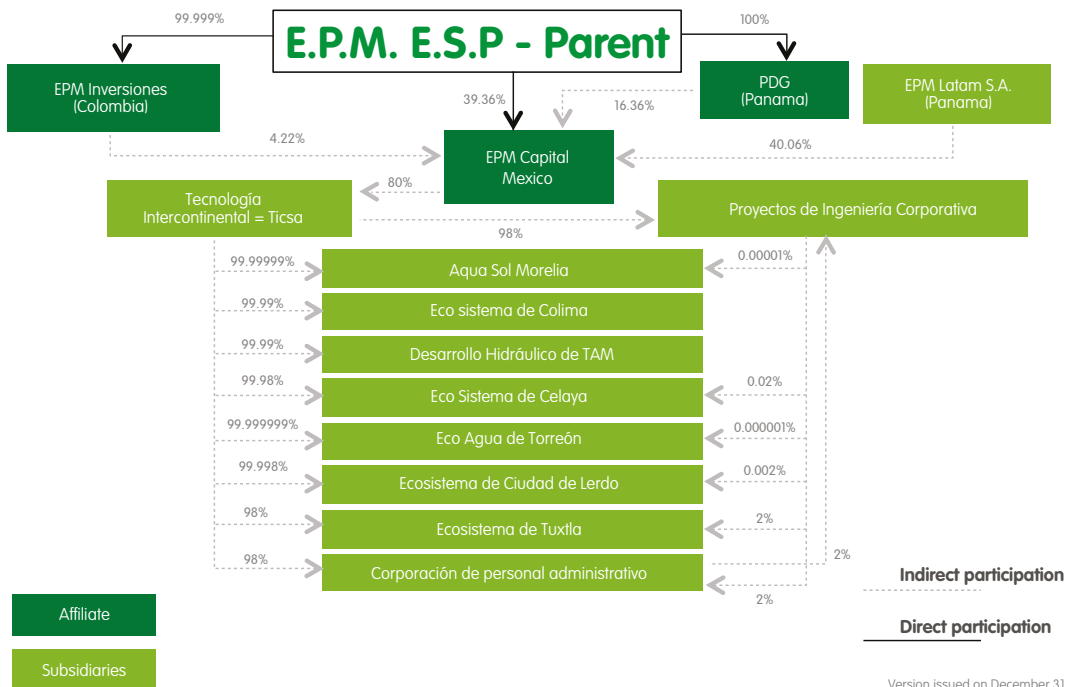 99.999%
E.P.M. E.S.P - Parent
100%
EPM Inversiones
(Colombia)
39.36%
16.36%
PDG
(Panama)
EPM Latam S.A.
(Panama)
4.22%
EPM Capital
Mexico
40.06%
80%
Tecnología
Intercontinental = Ticsa
98%
Proyectos de Ingeniería Corporativa
99.99999%
Aqua Sol Morelia
0.00001%
99.99%
Eco sistema de Colima
99.99%
Desarrollo Hidráulico de TAM
99.98%
Eco Sistema de Celaya
0.02%
99.999999%
Eco Agua de Torreón
0.000001%
99.998%
Ecosistema de Ciudad de Lerdo
0.002%
98%
Ecosistema de Tuxtla
2%
98%
Corporación de personal administrativo
2%
2%
Indirect participation
Direct participation
Affiliate
Subsidiaries
Version issued on December 31